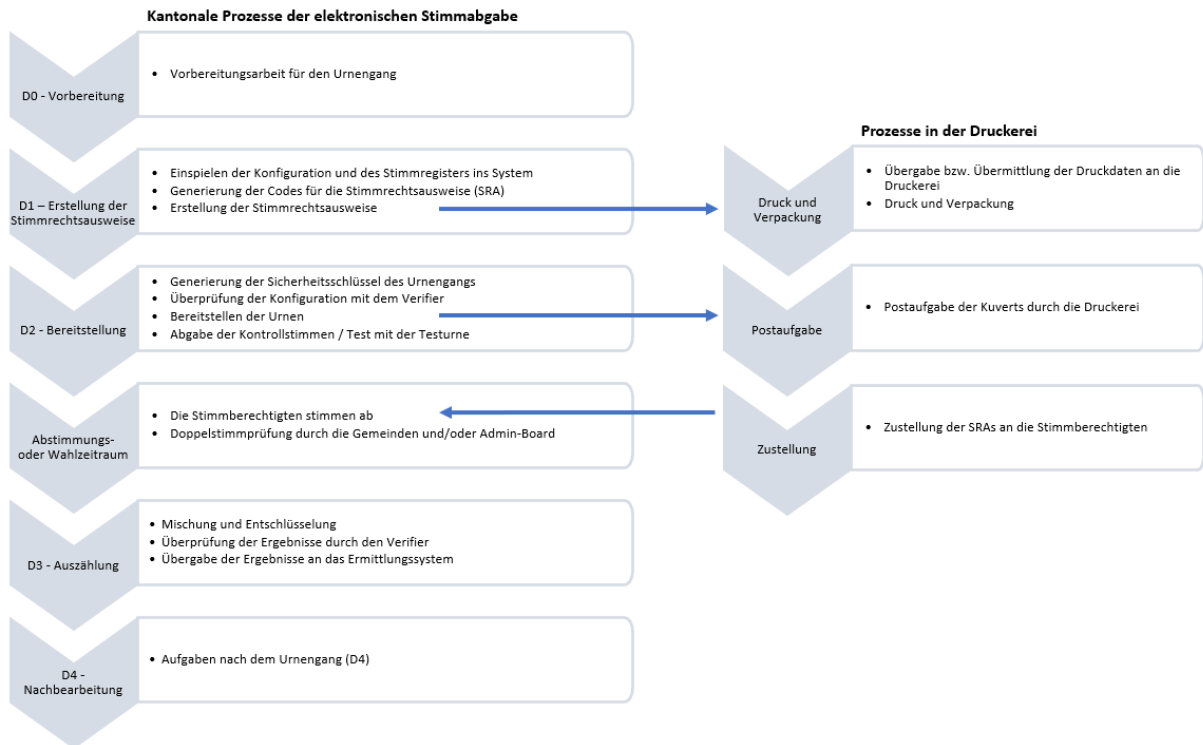 Kantonale Prozesse der elektronischen Stimmabgabe
D0 - Vorbereitung
• Vorbereitungsarbeit für den Urnengang
D1 – Erstellung der
Stimmrechtsausweise
• Einspielen der Konfiguration und des Stimmregisters ins System
• Generierung der Codes für die Stimmrechtsausweise (SRA)
• Erstellung der Stimmrechtsausweise
D2 - Bereitstellung
• Generierung der Sicherheitsschlüssel des Urnengangs
• Überprüfung der Konfiguration mit dem Verifier
• Bereitstellen der Urnen
• Abgabe der Kontrollstimmen / Test mit der Testurne
Abstimmungs-
oder Wahlzeitraum
• Die Stimmberechtigten stimmen ab
• Doppelstimmprüfung durch die Gemeinden und/oder Admin-Board
D3 - Auszählung
• Mischung und Entschlüsselung
• Überprüfung der Ergebnisse durch den Verifier
• Übergabe der Ergebnisse an das Ermittlungssystem
D4 -
Nachbearbeitung
• Aufgaben nach dem Urnengang (D4)
Prozesse in der Druckerei
Druck und
Verpackung
• Übergabe bzw. Übermittlung der Druckdaten an die
Druckerei
• Druck und Verpackung
Postaufgabe
• Postaufgabe der Kuverts durch die Druckerei
Zustellung
• Zustellung der SRAs an die Stimmberechtigten